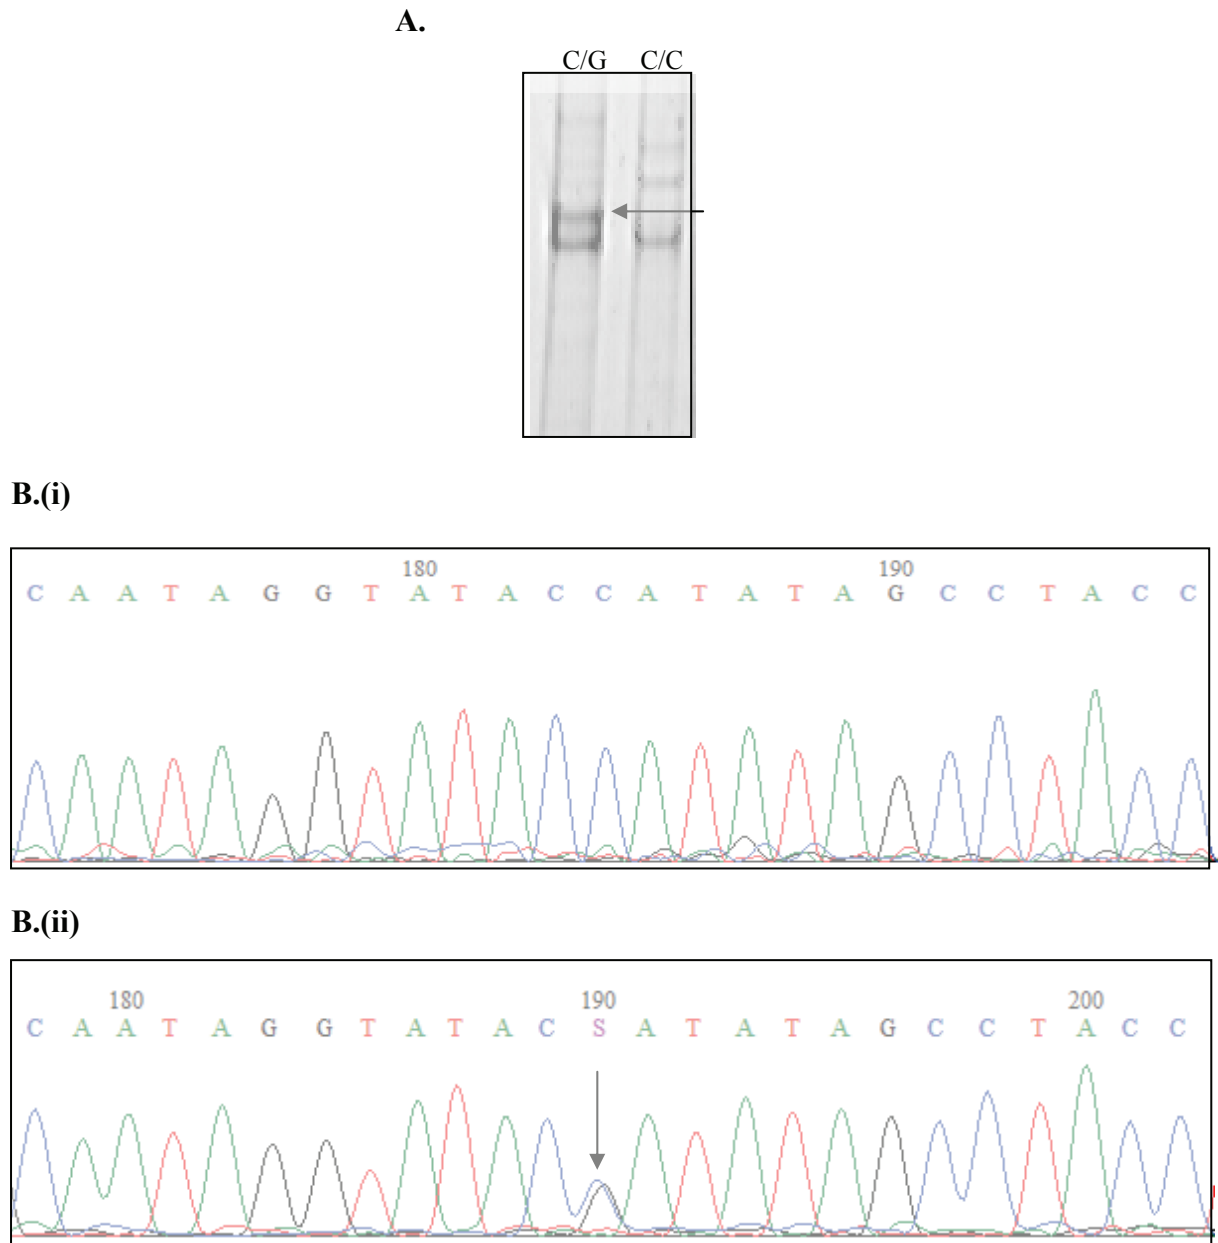 A.
C/G C/C
B.(i)
180 190
C A A T A G G T A T A C C A T A T A G C C T A C C
B.(ii)
180 190 200
C A A T A G G T A T A C S A T A T A G C C T A C C